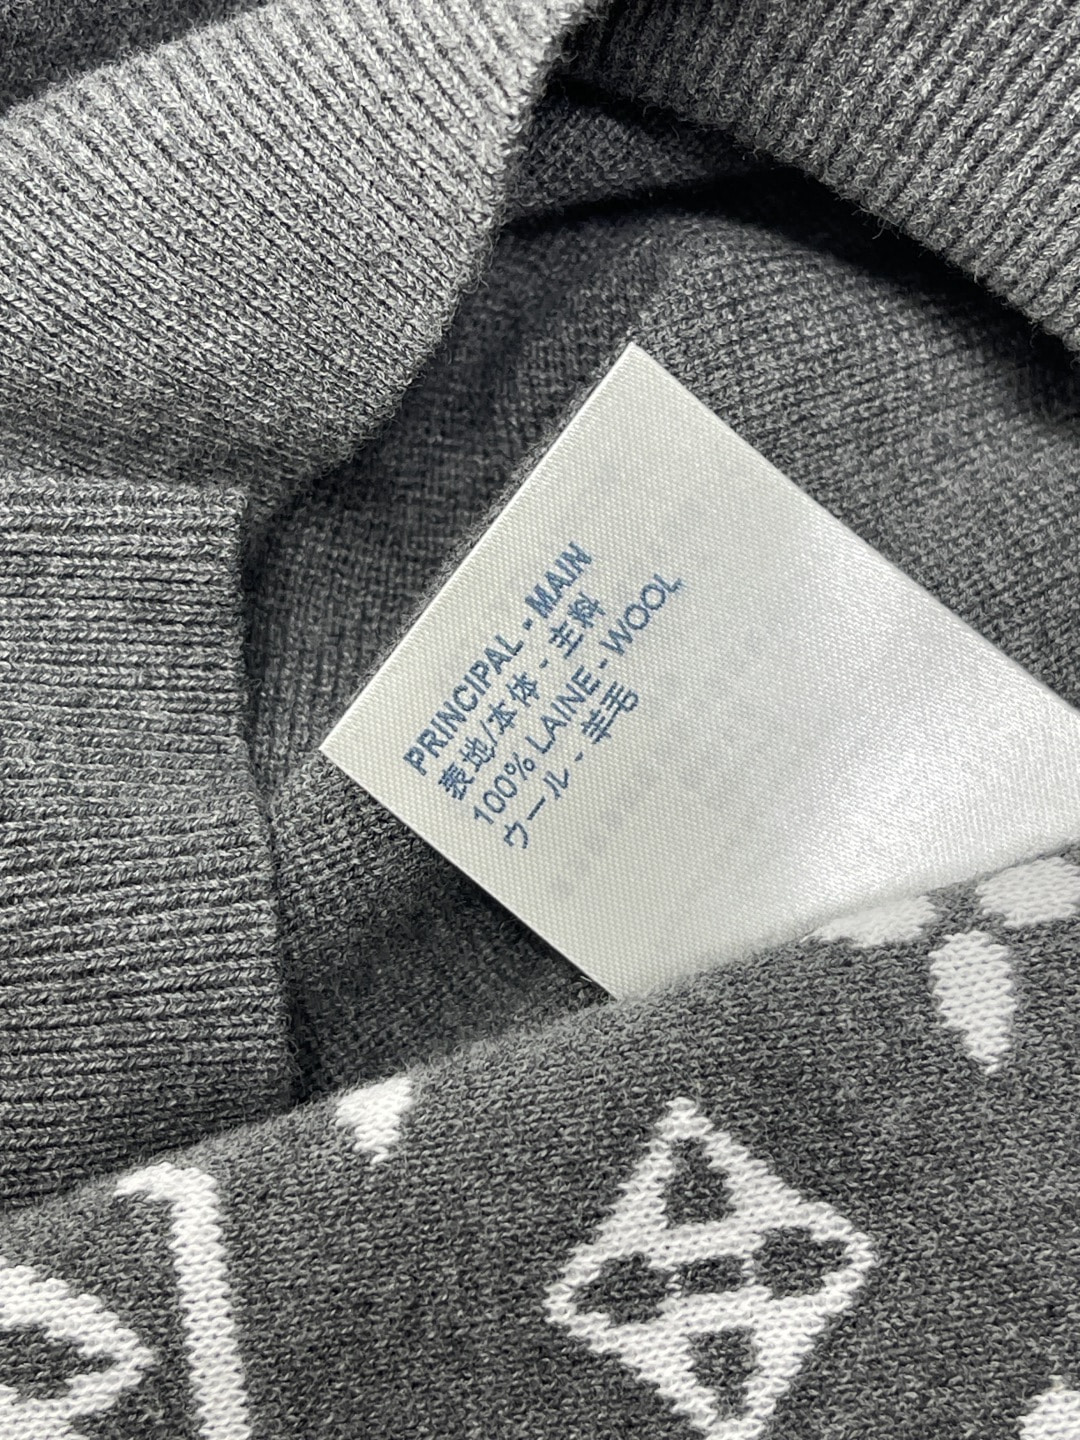 PRINCIPAL - MAIN
表地/本体 - 主料
100% LAINE - WOOL
ウール - 羊毛